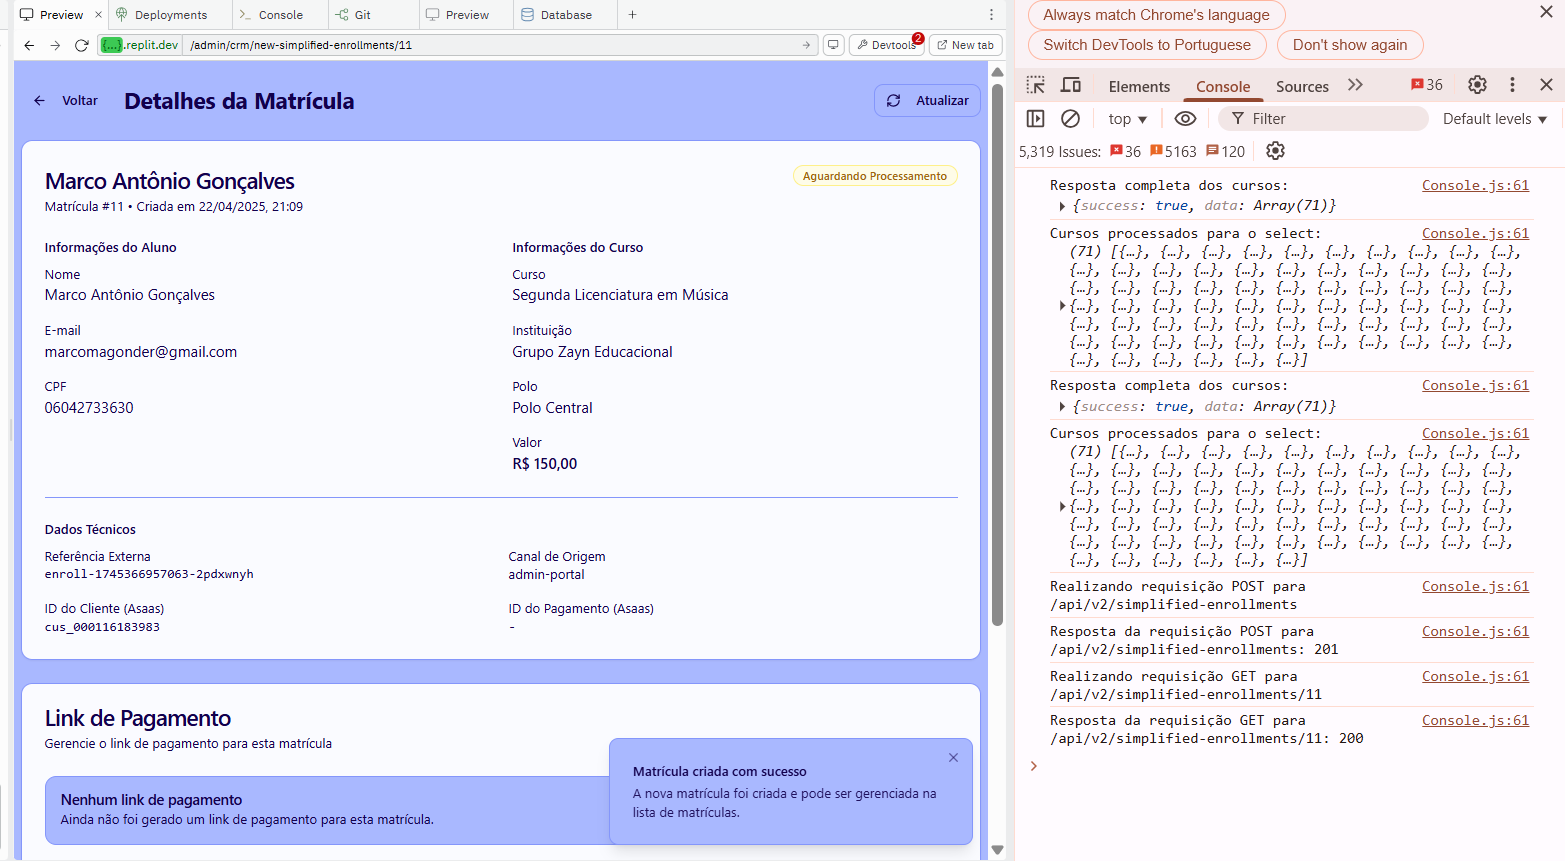 Preview
Deployments
Console
Git
Preview
Database
{...}.replit.dev /admin/crm/new-simplified-enrollments/11
Devtools 2
New tab
Voltar
Detalhes da Matrícula
Atualizar
Marco Antônio Gonçalves
Aguardando Processamento
Matrícula #11 • Criada em 22/04/2025, 21:09
Informações do Aluno
Nome
Marco Antônio Gonçalves
E-mail
marcomagonder@gmail.com
CPF
06042733630
Informações do Curso
Curso
Segunda Licenciatura em Música
Instituição
Grupo Zayn Educacional
Polo
Polo Central
Valor
R$ 150,00
Dados Técnicos
Referência Externa
enroll-1745366957063-2pdxwnyh
Canal de Origem
admin-portal
ID do Cliente (Asaas)
cus_000116183983
ID do Pagamento (Asaas)
-
Link de Pagamento
Gerencie o link de pagamento para esta matrícula
Nenhum link de pagamento
Ainda não foi gerado um link de pagamento para esta matrícula.
Matrícula criada com sucesso
A nova matrícula foi criada e pode ser gerenciada na
lista de matrículas.
Always match Chrome's language
Switch DevTools to Portuguese
Don't show again
Elements
Console
Sources
36
top
Filter
Default levels
5,319 Issues: 36 5163 120
Resposta completa dos cursos: Console.js:61
{success: true, data: Array(71)}
Cursos processados para o select: Console.js:61
(71) [{…}, {…}, {…}, {…}, {…}, {…}, {…}, {…}, {…}, {…},
{…}, {…}, {…}, {…}, {…}, {…}, {…}, {…}, {…}, {…}, {…},
{…}, {…}, {…}, {…}, {…}, {…}, {…}, {…}, {…}, {…}, {…},
{…}, {…}, {…}, {…}, {…}, {…}, {…}, {…}, {…}, {…}, {…},
{…}, {…}, {…}, {…}, {…}, {…}, {…}, {…}, {…}, {…}, {…},
{…}, {…}, {…}, {…}, {…}, {…}, {…}, {…}, {…}, {…}, {…},
{…}, {…}, {…}, {…}, {…}, {…}]
Resposta completa dos cursos: Console.js:61
{success: true, data: Array(71)}
Cursos processados para o select: Console.js:61
(71) [{…}, {…}, {…}, {…}, {…}, {…}, {…}, {…}, {…}, {…},
{…}, {…}, {…}, {…}, {…}, {…}, {…}, {…}, {…}, {…}, {…},
{…}, {…}, {…}, {…}, {…}, {…}, {…}, {…}, {…}, {…}, {…},
{…}, {…}, {…}, {…}, {…}, {…}, {…}, {…}, {…}, {…}, {…},
{…}, {…}, {…}, {…}, {…}, {…}, {…}, {…}, {…}, {…}, {…},
{…}, {…}, {…}, {…}, {…}, {…}, {…}, {…}, {…}, {…}, {…},
{…}, {…}, {…}, {…}, {…}, {…}]
Realizando requisição POST para Console.js:61
/api/v2/simplified-enrollments
Resposta da requisição POST para Console.js:61
/api/v2/simplified-enrollments: 201
Realizando requisição GET para Console.js:61
/api/v2/simplified-enrollments/11
Resposta da requisição GET para Console.js:61
/api/v2/simplified-enrollments/11: 200